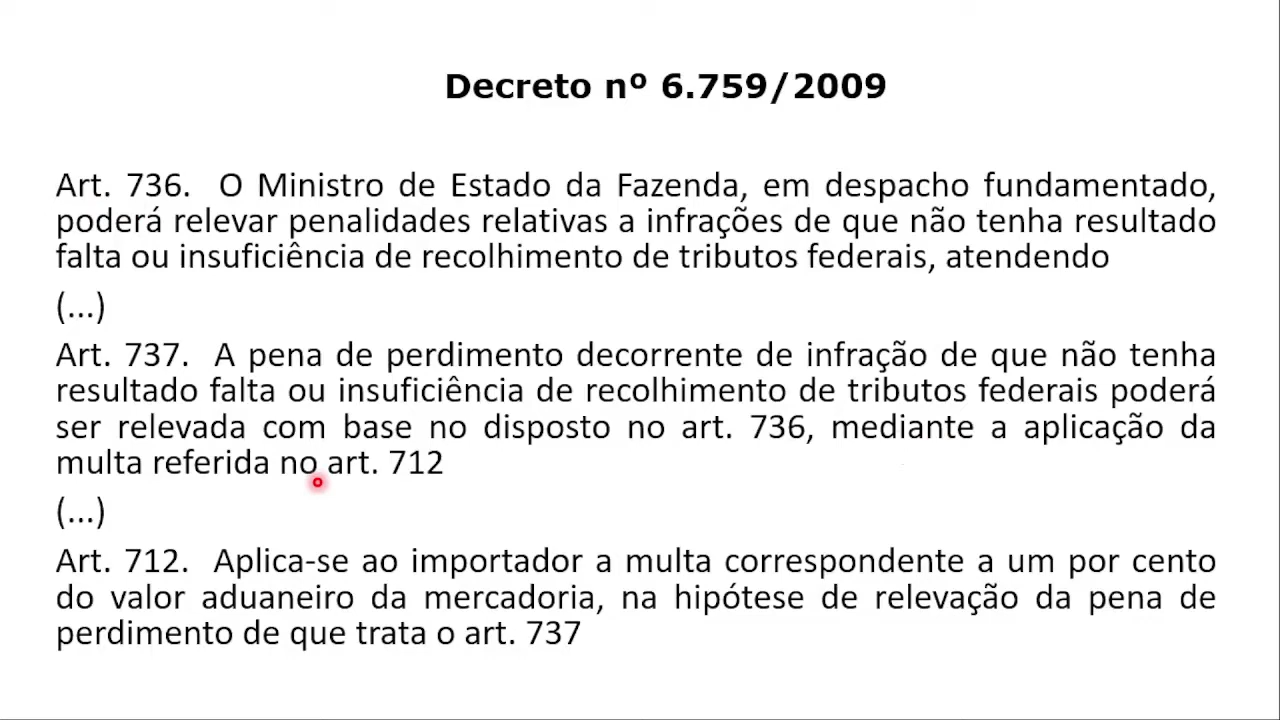 Decreto nº 6.759/2009
Art. 736. O Ministro de Estado da Fazenda, em despacho fundamentado,
poderá relevar penalidades relativas a infrações de que não tenha resultado
falta ou insuficiência de recolhimento de tributos federais, atendendo
(...)
Art. 737. A pena de perdimento decorrente de infração de que não tenha
resultado falta ou insuficiência de recolhimento de tributos federais poderá
ser relevada com base no disposto no art. 736, mediante a aplicação da
multa referida no art. 712
(...)
Art. 712. Aplica-se ao importador a multa correspondente a um por cento
do valor aduaneiro da mercadoria, na hipótese de relevação da pena de
perdimento de que trata o art. 737